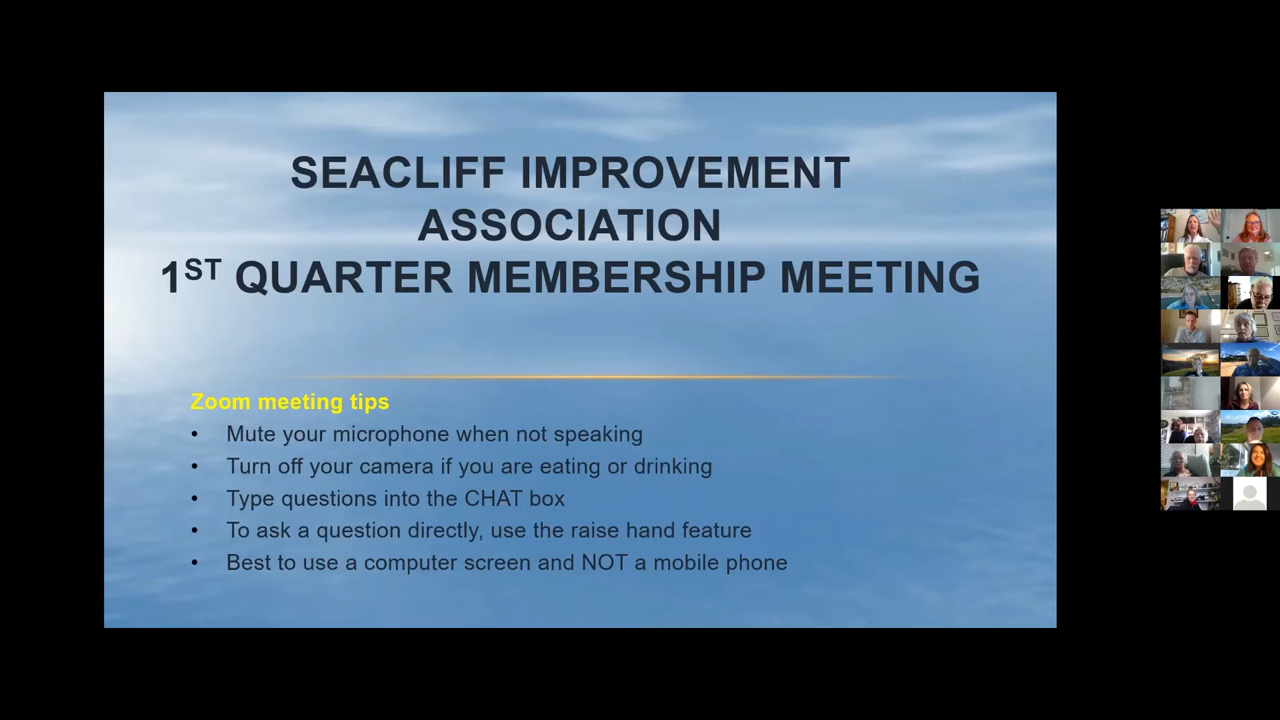 SEACLIFF IMPROVEMENT
ASSOCIATION
1ST QUARTER MEMBERSHIP MEETING
Zoom meeting tips
• Mute your microphone when not speaking
• Turn off your camera if you are eating or drinking
• Type questions into the CHAT box
• To ask a question directly, use the raise hand feature
• Best to use a computer screen and NOT a mobile phone